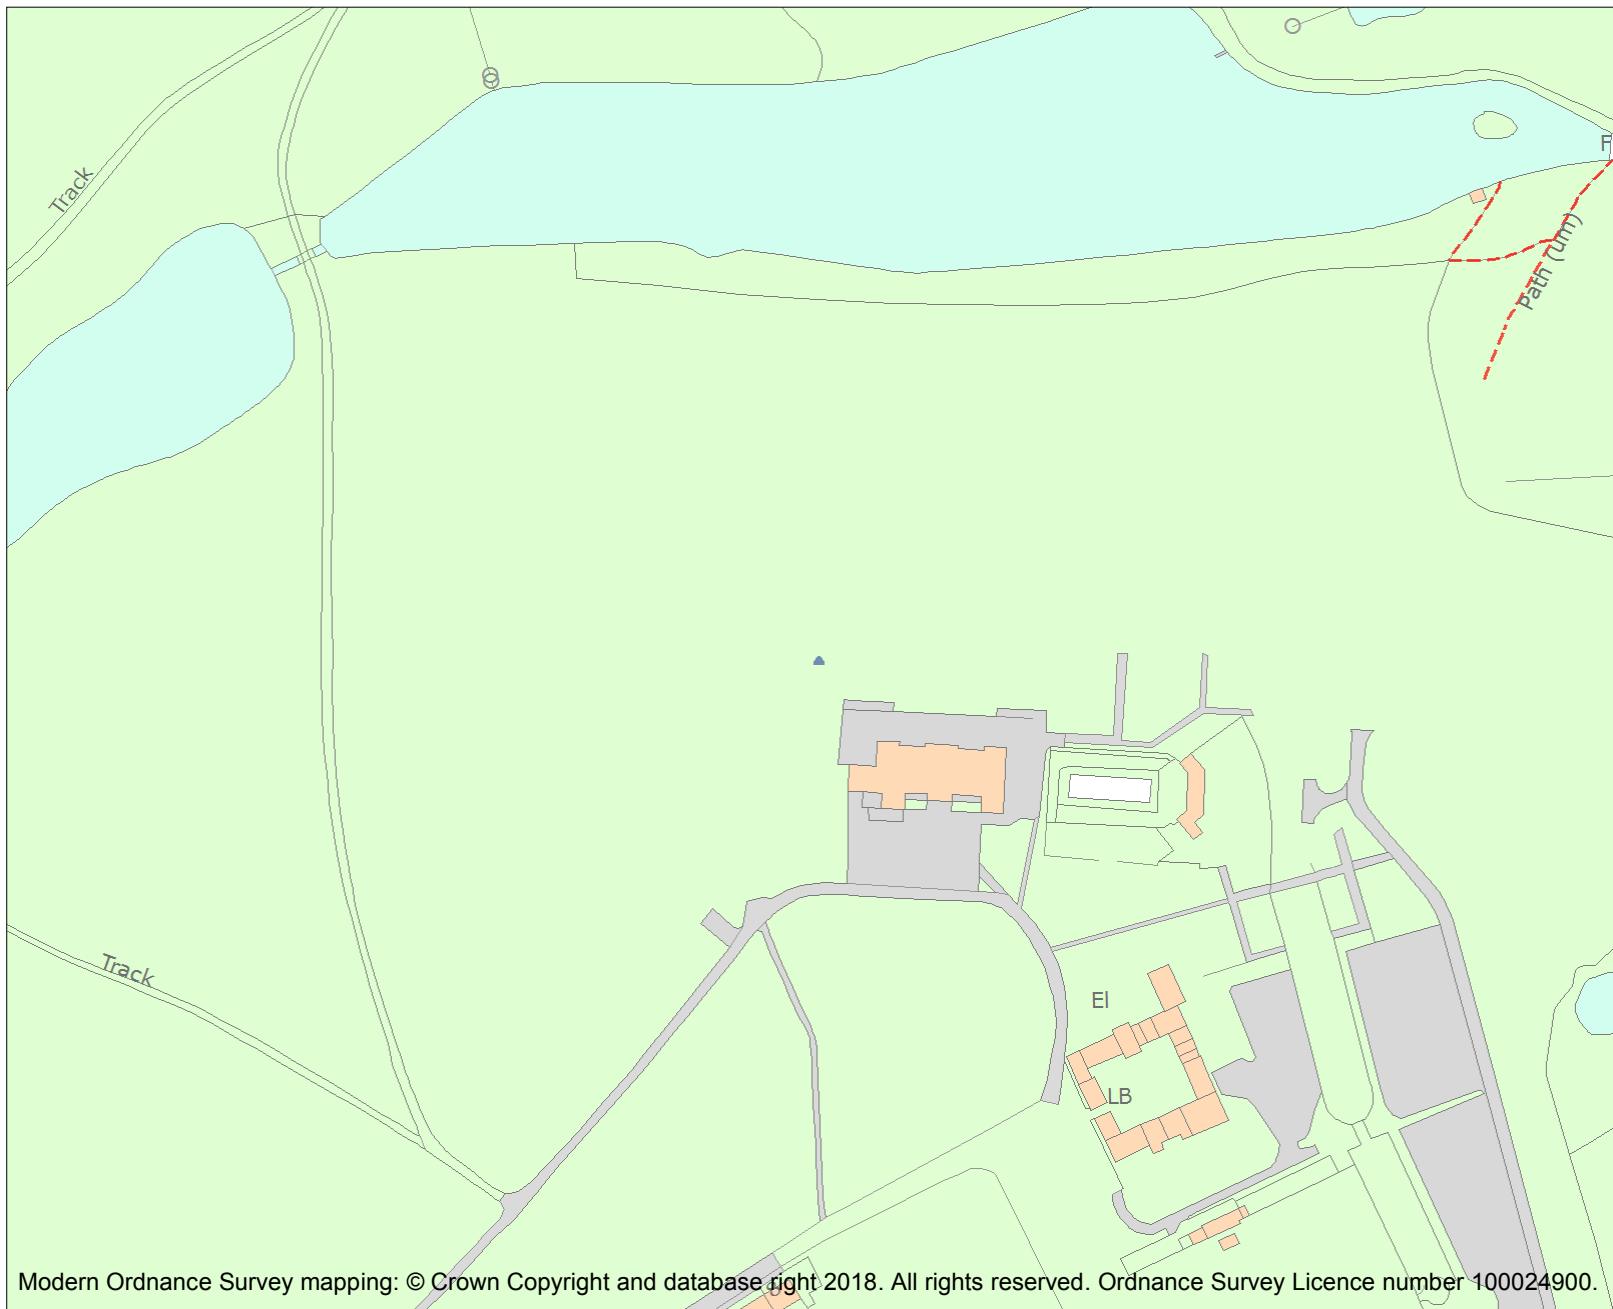 F
Track
Path (um)
Track
El
LB
Modern Ordnance Survey mapping: © Crown Copyright and database right 2018. All rights reserved. Ordnance Survey Licence number 100024900.